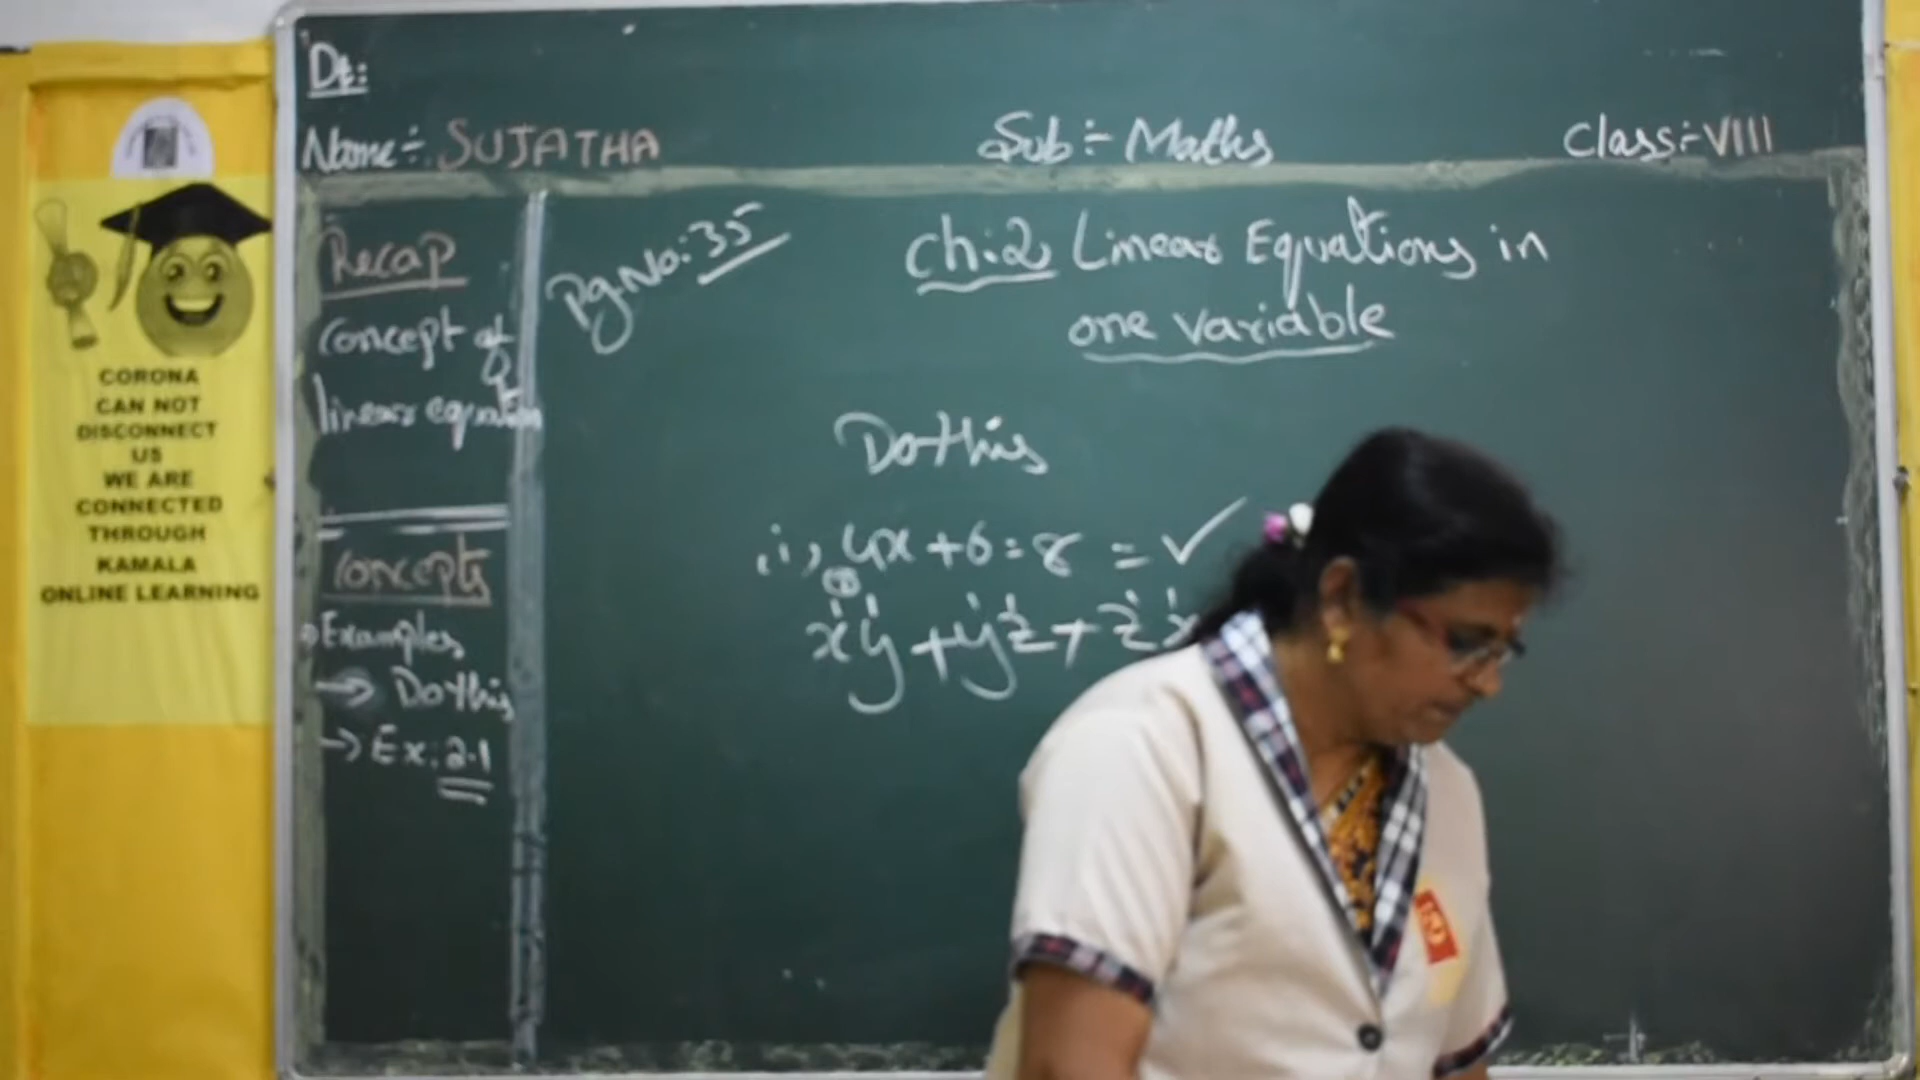 Dt:
Name:- SUJATHA
Sub:- Maths
Class:- VIII
Recap
Concept of
linear equation
Concepts
Examples
→ Do this
→ Ex: 2.1
Pg.No: 35
Ch:2 Linear Equations in
one variable
Do this
i, 4x + 6 = 8 = ✓
xy + yz + z
CORONA
CAN NOT
DISCONNECT
US
WE ARE
CONNECTED
THROUGH
KAMALA
ONLINE LEARNING